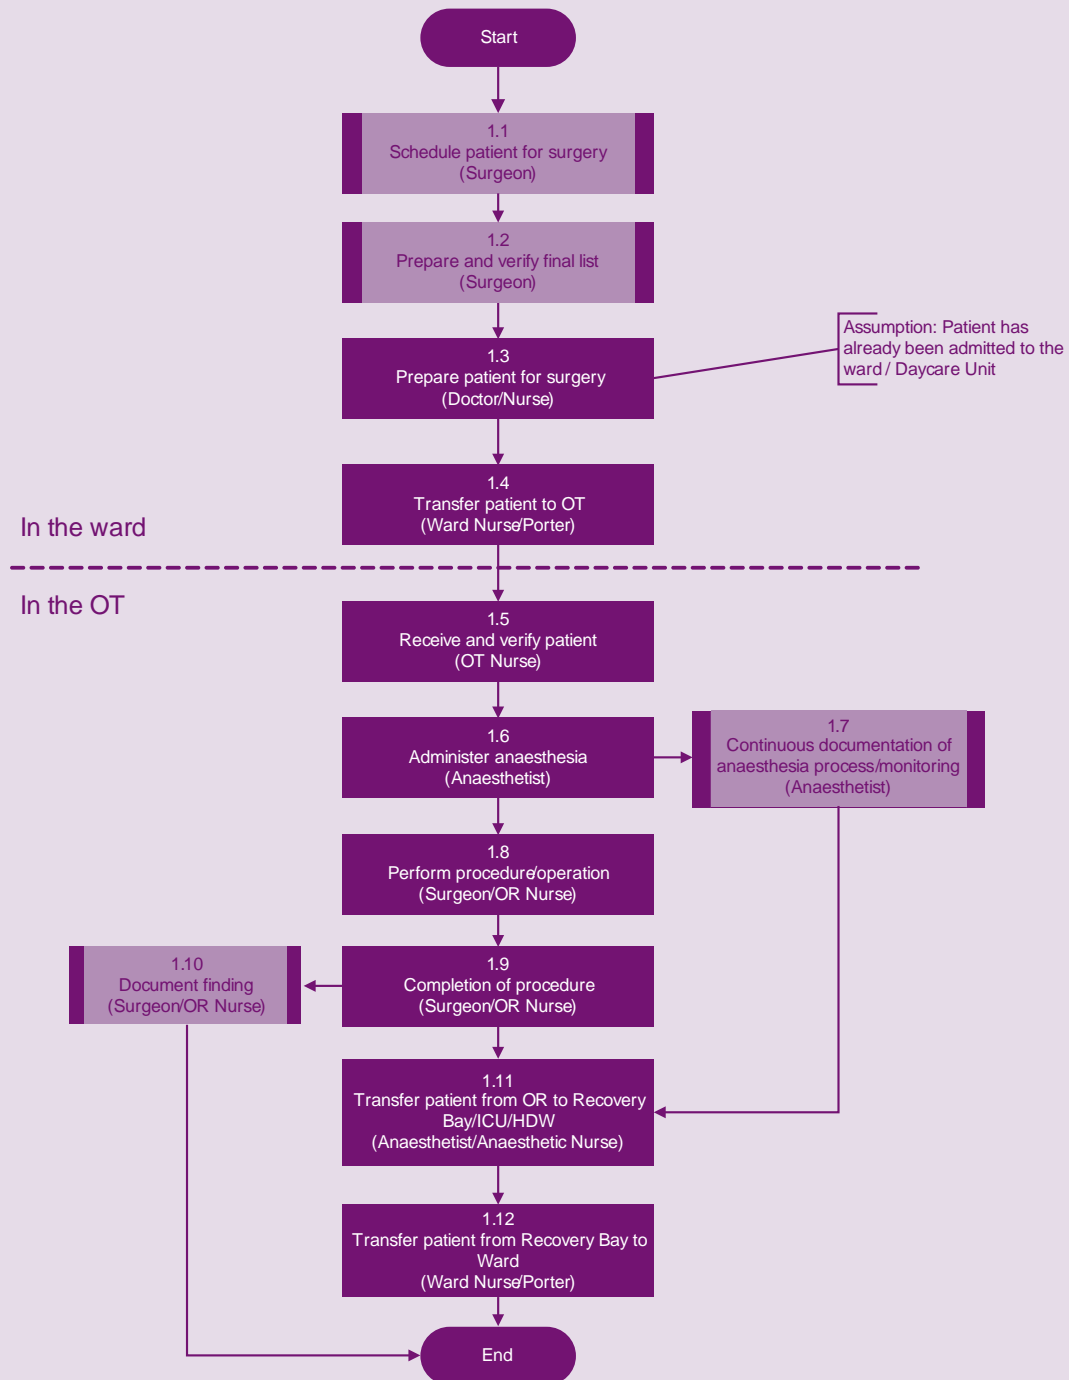 Start
1.1
Schedule patient for surgery
(Surgeon)
1.2
Prepare and verify final list
(Surgeon)
1.3
Prepare patient for surgery
(Doctor/Nurse)
Assumption: Patient has
already been admitted to the
ward / Daycare Unit
1.4
Transfer patient to OT
(Ward Nurse/Porter)
In the ward
In the OT
1.5
Receive and verify patient
(OT Nurse)
1.6
Administer anaesthesia
(Anaesthetist)
1.7
Continuous documentation of
anaesthesia process/monitoring
(Anaesthetist)
1.8
Perform procedure/operation
(Surgeon/OR Nurse)
1.9
Completion of procedure
(Surgeon/OR Nurse)
1.10
Document finding
(Surgeon/OR Nurse)
1.11
Transfer patient from OR to Recovery
Bay/ICU/HDW
(Anaesthetist/Anaesthetic Nurse)
1.12
Transfer patient from Recovery Bay to
Ward
(Ward Nurse/Porter)
End